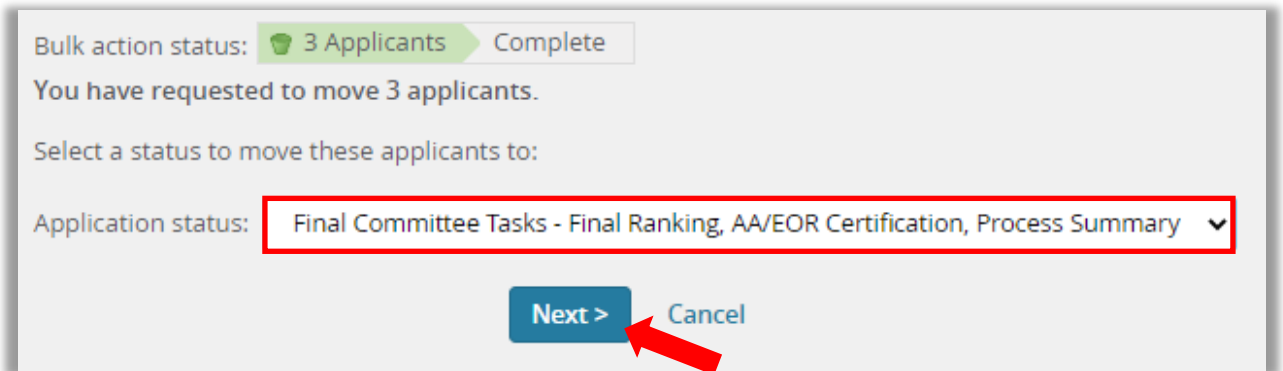 Bulk action status: 3 Applicants Complete
You have requested to move 3 applicants.
Select a status to move these applicants to:
Application status: Final Committee Tasks - Final Ranking, AA/EOR Certification, Process Summary
Next > Cancel